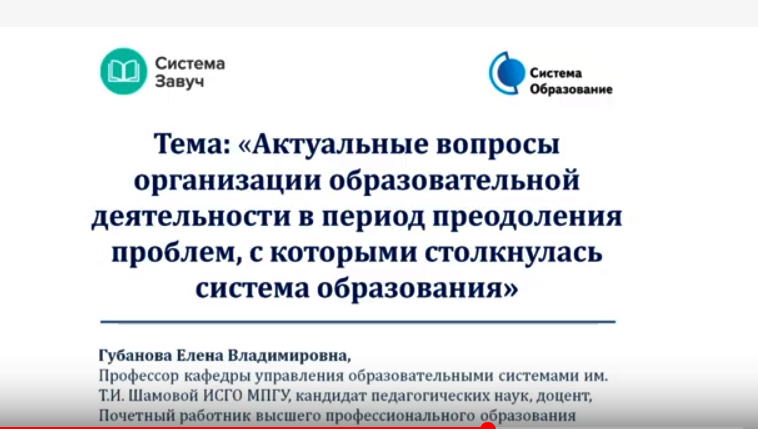 Система
Завуч
Система
Образование
Тема: «Актуальные вопросы
организации образовательной
деятельности в период преодоления
проблем, с которыми столкнулась
система образования»
Губанова Елена Владимировна,
Профессор кафедры управления образовательными системами им.
Т.И. Шамовой ИСГО МПГУ, кандидат педагогических наук, доцент,
Почетный работник высшего профессионального образования